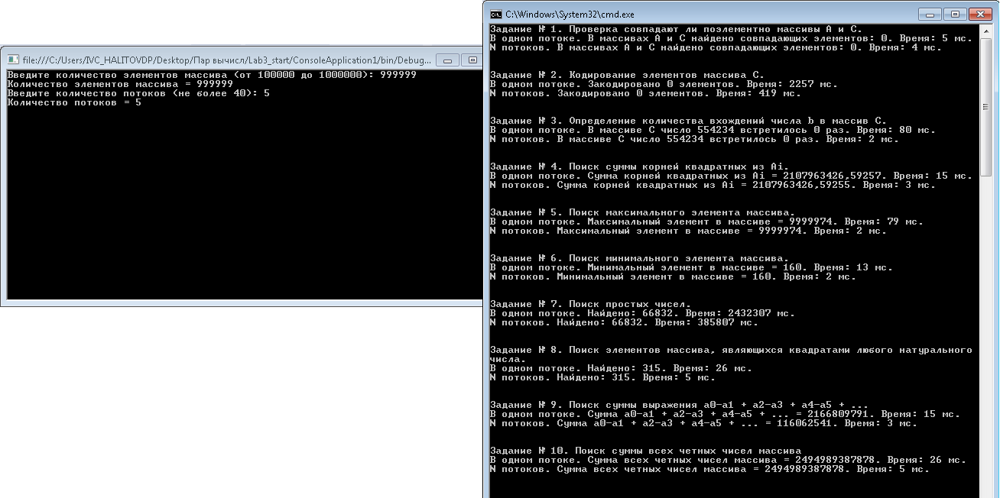 file:///C:/Users/IVC_HALITOVDP/Desktop/Пар вычисл/Lab3_start/ConsoleApplication1/bin/Debug...
Введите количество элементов массива (от 100000 до 1000000): 999999
Количество элементов массива = 999999
Введите количество потоков (не более 40): 5
Количество потоков = 5
C:\Windows\System32\cmd.exe
Задание № 1. Проверка совпадают ли поэлементно массивы A и C.
В одном потоке. В массивах A и C найдено совпадающих элементов: 0. Время: 5 мс.
N потоков. В массивах A и C найдено совпадающих элементов: 0. Время: 4 мс.
Задание № 2. Кодирование элементов массива C.
В одном потоке. Закодировано 0 элементов. Время: 2257 мс.
N потоков. Закодировано 0 элементов. Время: 419 мс.
Задание № 3. Определение количества вхождений числа b в массив C.
В одном потоке. В массиве C число 554234 встретилось 0 раз. Время: 80 мс.
N потоков. В массиве C число 554234 встретилось 0 раз. Время: 2 мс.
Задание № 4. Поиск суммы корней квадратных из Ai.
В одном потоке. Сумма корней квадратных из Ai = 2107963426,59257. Время: 15 мс.
N потоков. Сумма корней квадратных из Ai = 2107963426,59255. Время: 3 мс.
Задание № 5. Поиск максимального элемента массива.
В одном потоке. Максимальный элемент в массиве = 9999974. Время: 79 мс.
N потоков. Максимальный элемент в массиве = 9999974. Время: 2 мс.
Задание № 6. Поиск минимального элемента массива.
В одном потоке. Минимальный элемент в массиве = 160. Время: 13 мс.
N потоков. Минимальный элемент в массиве = 160. Время: 2 мс.
Задание № 7. Поиск простых чисел.
В одном потоке. Найдено: 66832. Время: 2432307 мс.
N потоков. Найдено: 66832. Время: 385807 мс.
Задание № 8. Поиск элементов массива, являющихся квадратами любого натурального
числа.
В одном потоке. Найдено: 315. Время: 26 мс.
N потоков. Найдено: 315. Время: 5 мс.
Задание № 9. Поиск суммы выражения a0-a1 + a2-a3 + a4-a5 + ...
В одном потоке. Сумма a0-a1 + a2-a3 + a4-a5 + ... = 2166809791. Время: 15 мс.
N потоков. Сумма a0-a1 + a2-a3 + a4-a5 + ... = 116062541. Время: 3 мс.
Задание № 10. Поиск суммы всех четных чисел массива
В одном потоке. Сумма всех четных чисел массива = 2494989387878. Время: 26 мс.
N потоков. Сумма всех четных чисел массива = 2494989387878. Время: 5 мс.